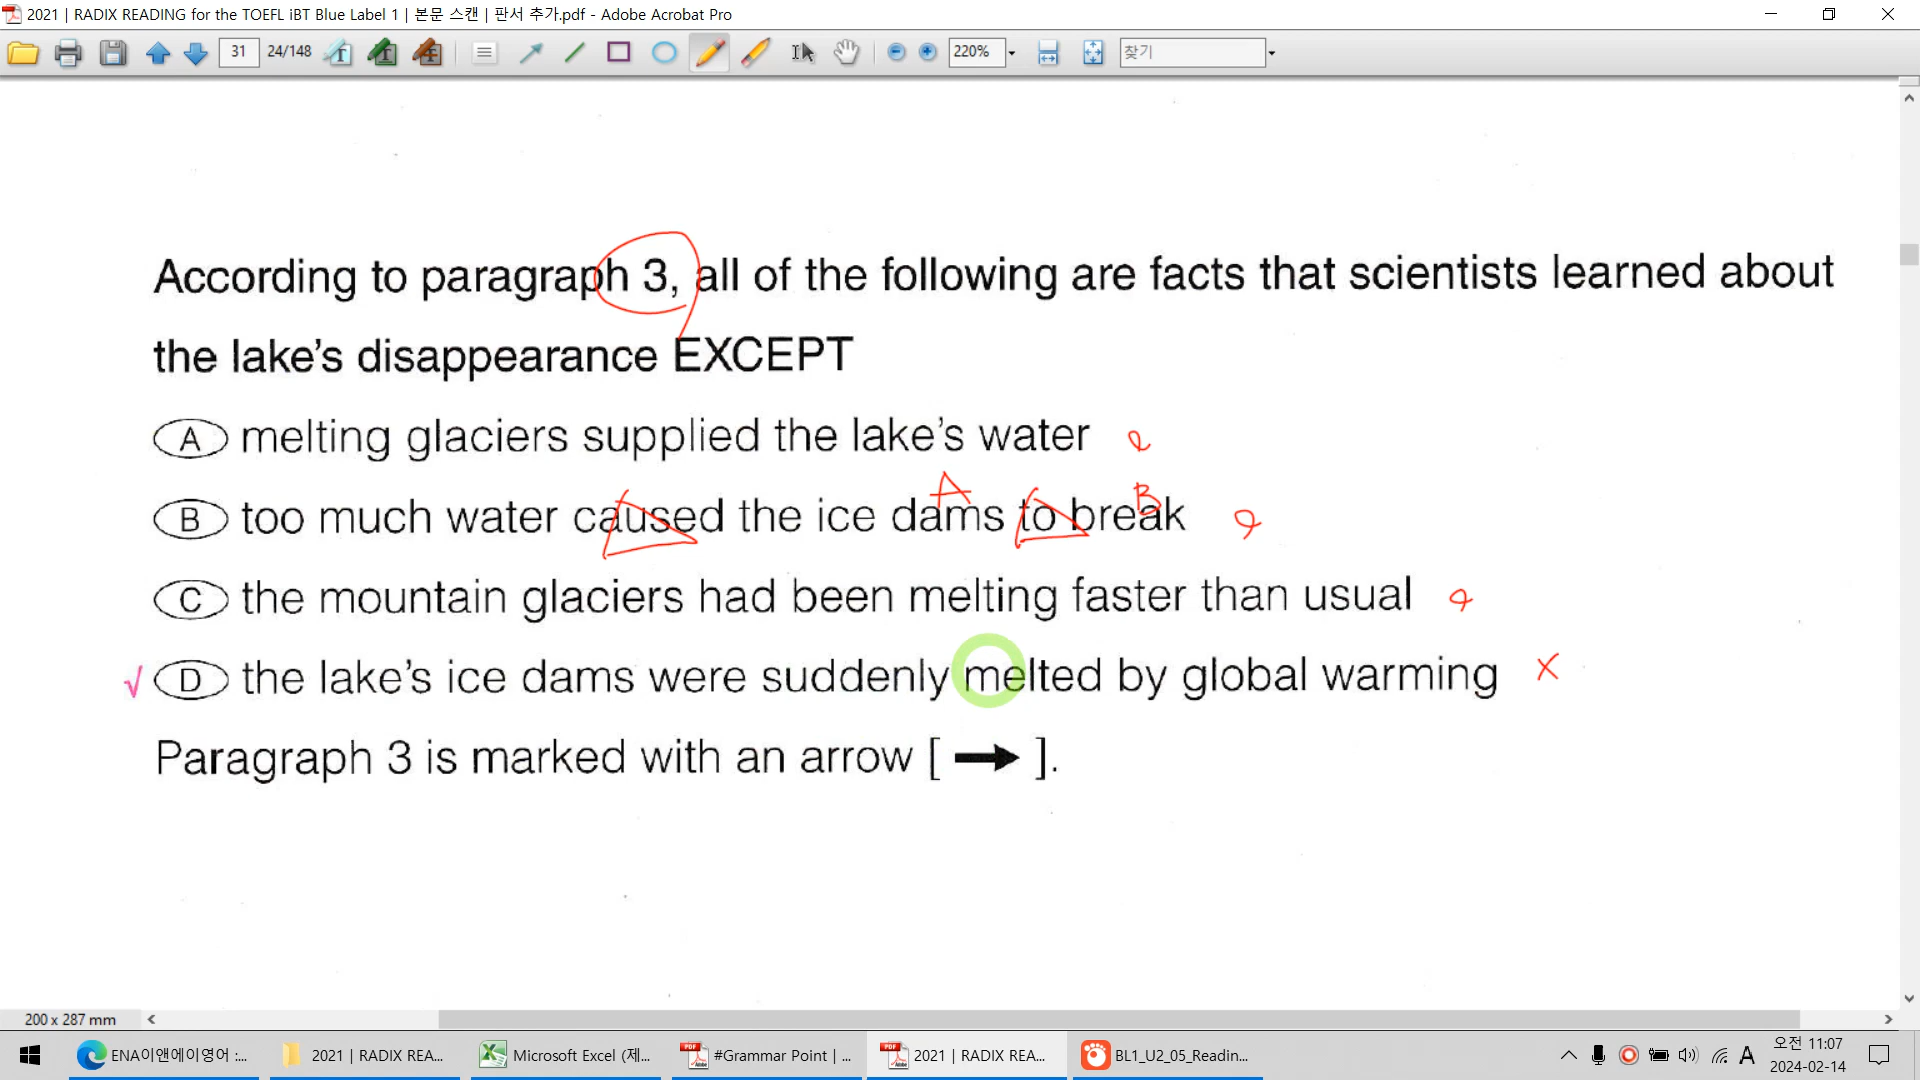 2021 | RADIX READING for the TOEFL iBT Blue Label 1 | 본문 스캔 | 판서 추가.pdf - Adobe Acrobat Pro
31 24/148 220% 찾기
According to paragraph 3, all of the following are facts that scientists learned about
the lake's disappearance EXCEPT
A melting glaciers supplied the lake's water
A B
B too much water caused the ice dams to break
C the mountain glaciers had been melting faster than usual
√ D the lake's ice dams were suddenly melted by global warming X
Paragraph 3 is marked with an arrow [ ➡ ].
200 x 287 mm
ENA이앤에이영어 :... 2021 | RADIX REA... Microsoft Excel (제... #Grammar Point | ... 2021 | RADIX REA... BL1_U2_05_Readin... A 오전 11:07
2024-02-14